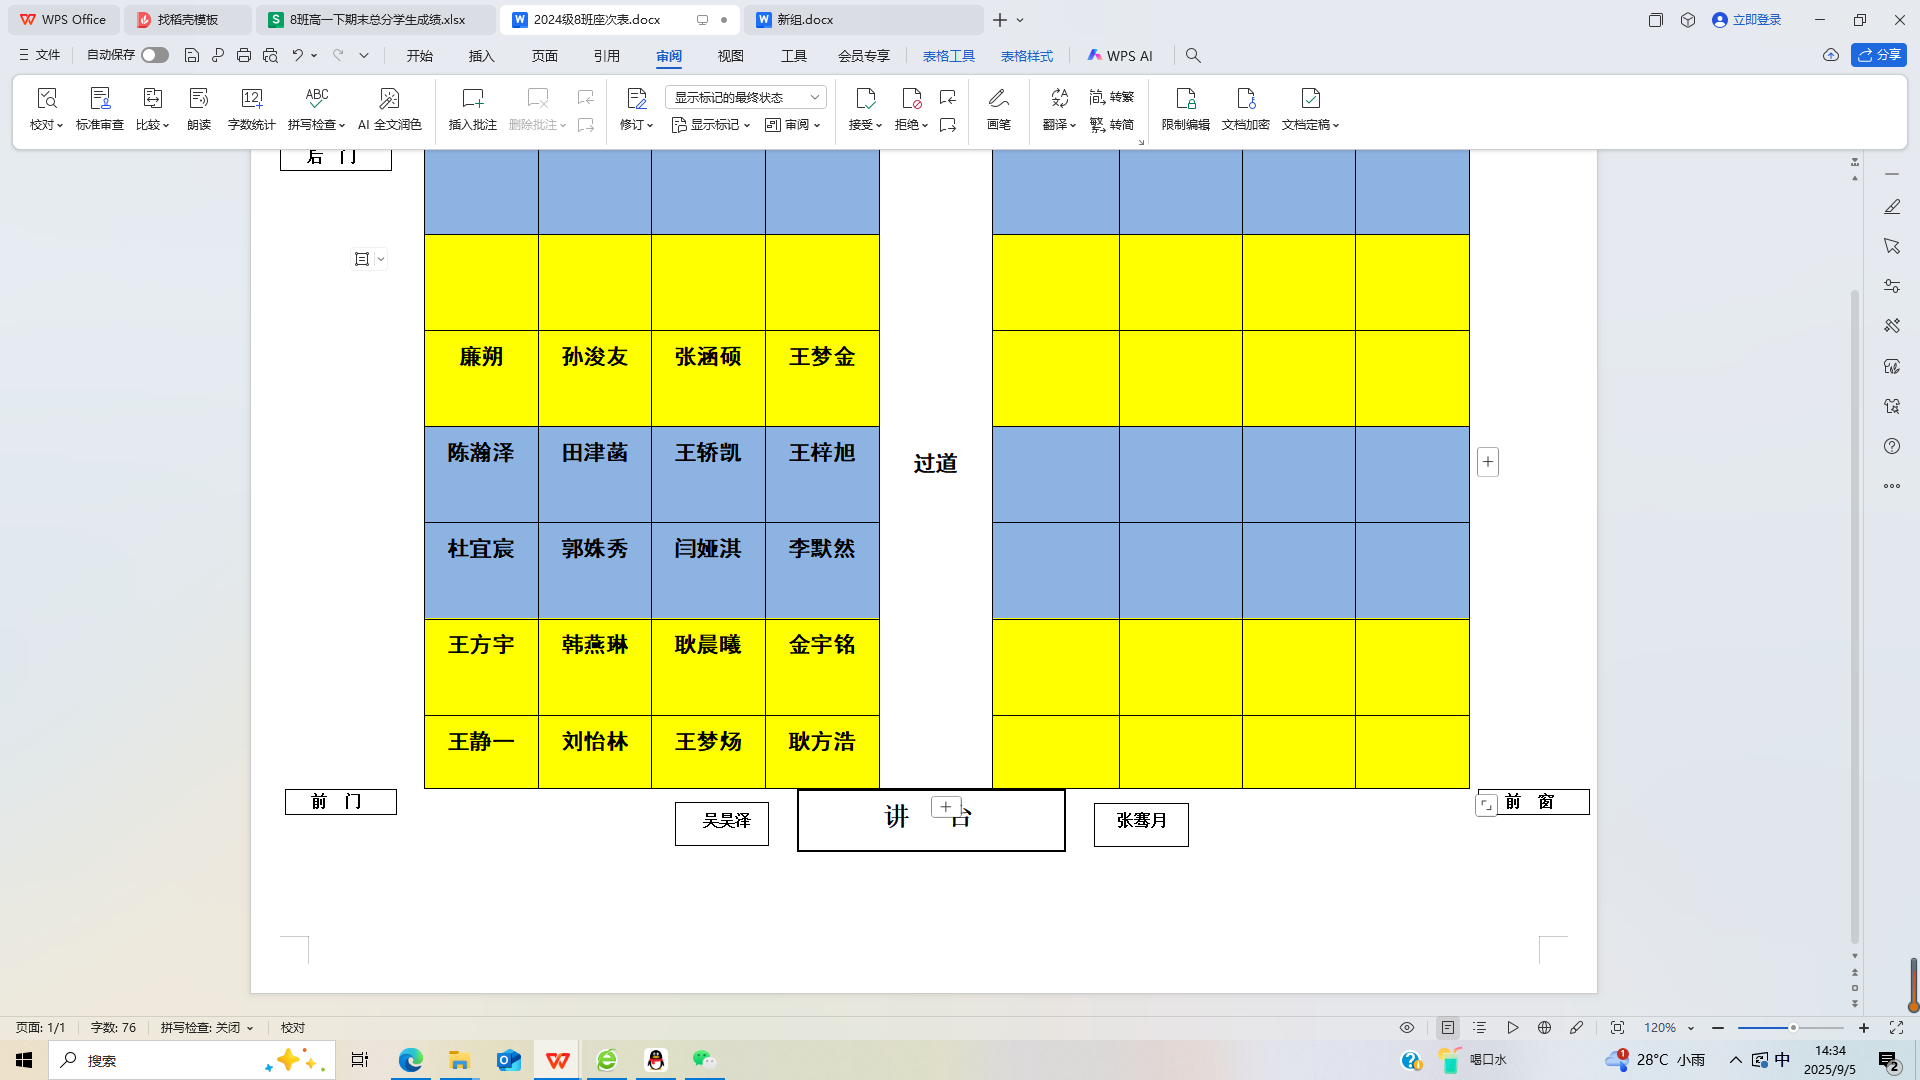 WPS Office
找稻壳模板
8班高一下期末总分学生成绩.xlsx
2024级8班座次表.docx
新组.docx
立即登录
文件
自动保存
开始
插入
页面
引用
审阅
视图
工具
会员专享
表格工具
表格样式
WPS AI
分享
校对
标准审查
比较
朗读
字数统计
拼写检查
AI 全文润色
插入批注
删除批注
修订
显示标记的最终状态
显示标记
审阅
接受
拒绝
画笔
翻译
简 转繁
繁 转简
限制编辑
文档加密
文档定稿
后 门
廉朔 孙浚友 张涵硕 王梦金
陈瀚泽 田津菡 王轿凯 王梓旭
过道
杜宜宸 郭姝秀 闫娅淇 李默然
王方宇 韩燕琳 耿晨曦 金宇铭
王静一 刘怡林 王梦炀 耿方浩
前 门
吴昊泽
讲 台
张骞月
前 窗
页面: 1/1
字数: 76
拼写检查: 关闭
校对
120%
搜索
喝口水
28°C 小雨
中
14:34
2025/9/5
2